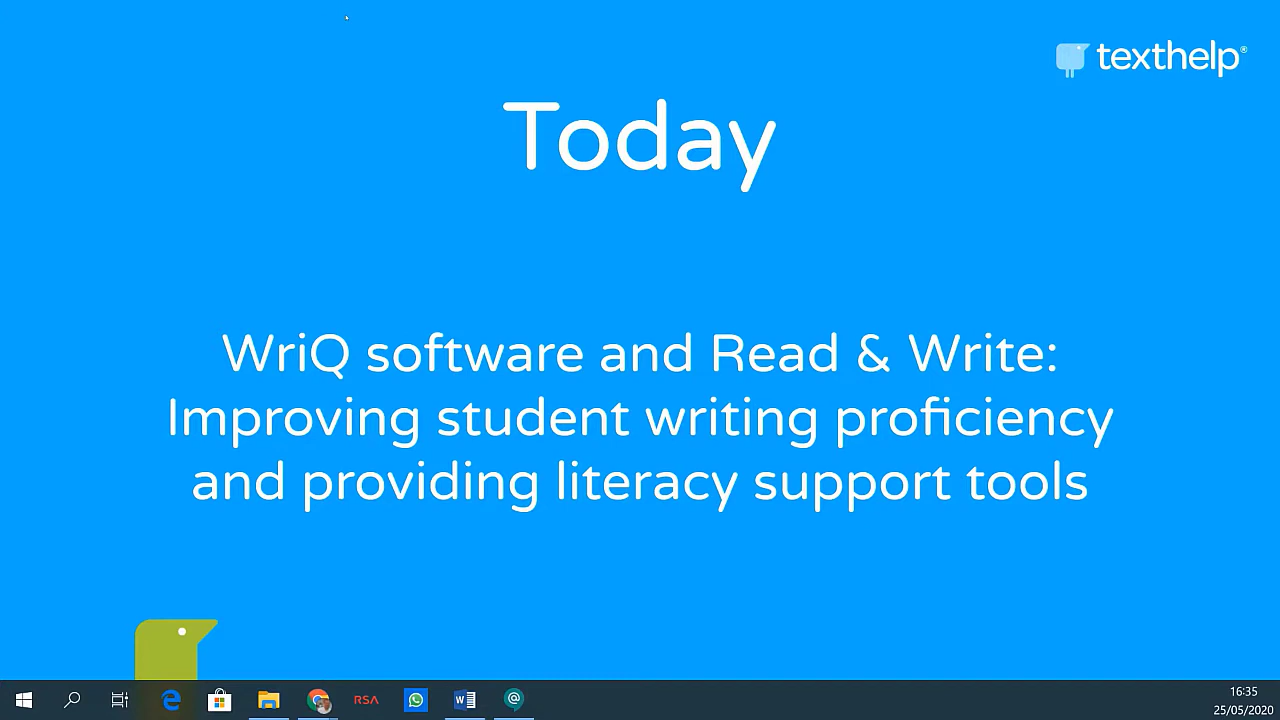 texthelp®
Today
WriQ software and Read & Write:
Improving student writing proficiency
and providing literacy support tools
RSA
16:35
25/05/2020